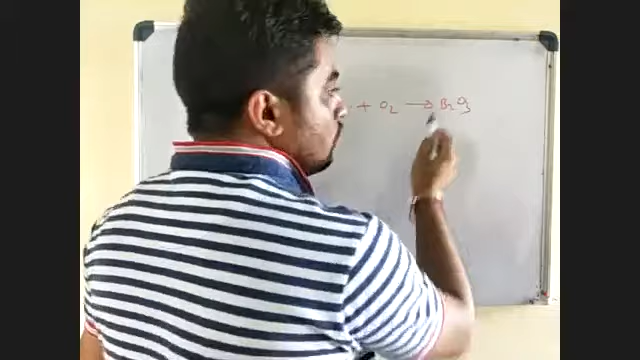 + O₂ → B₂O₃